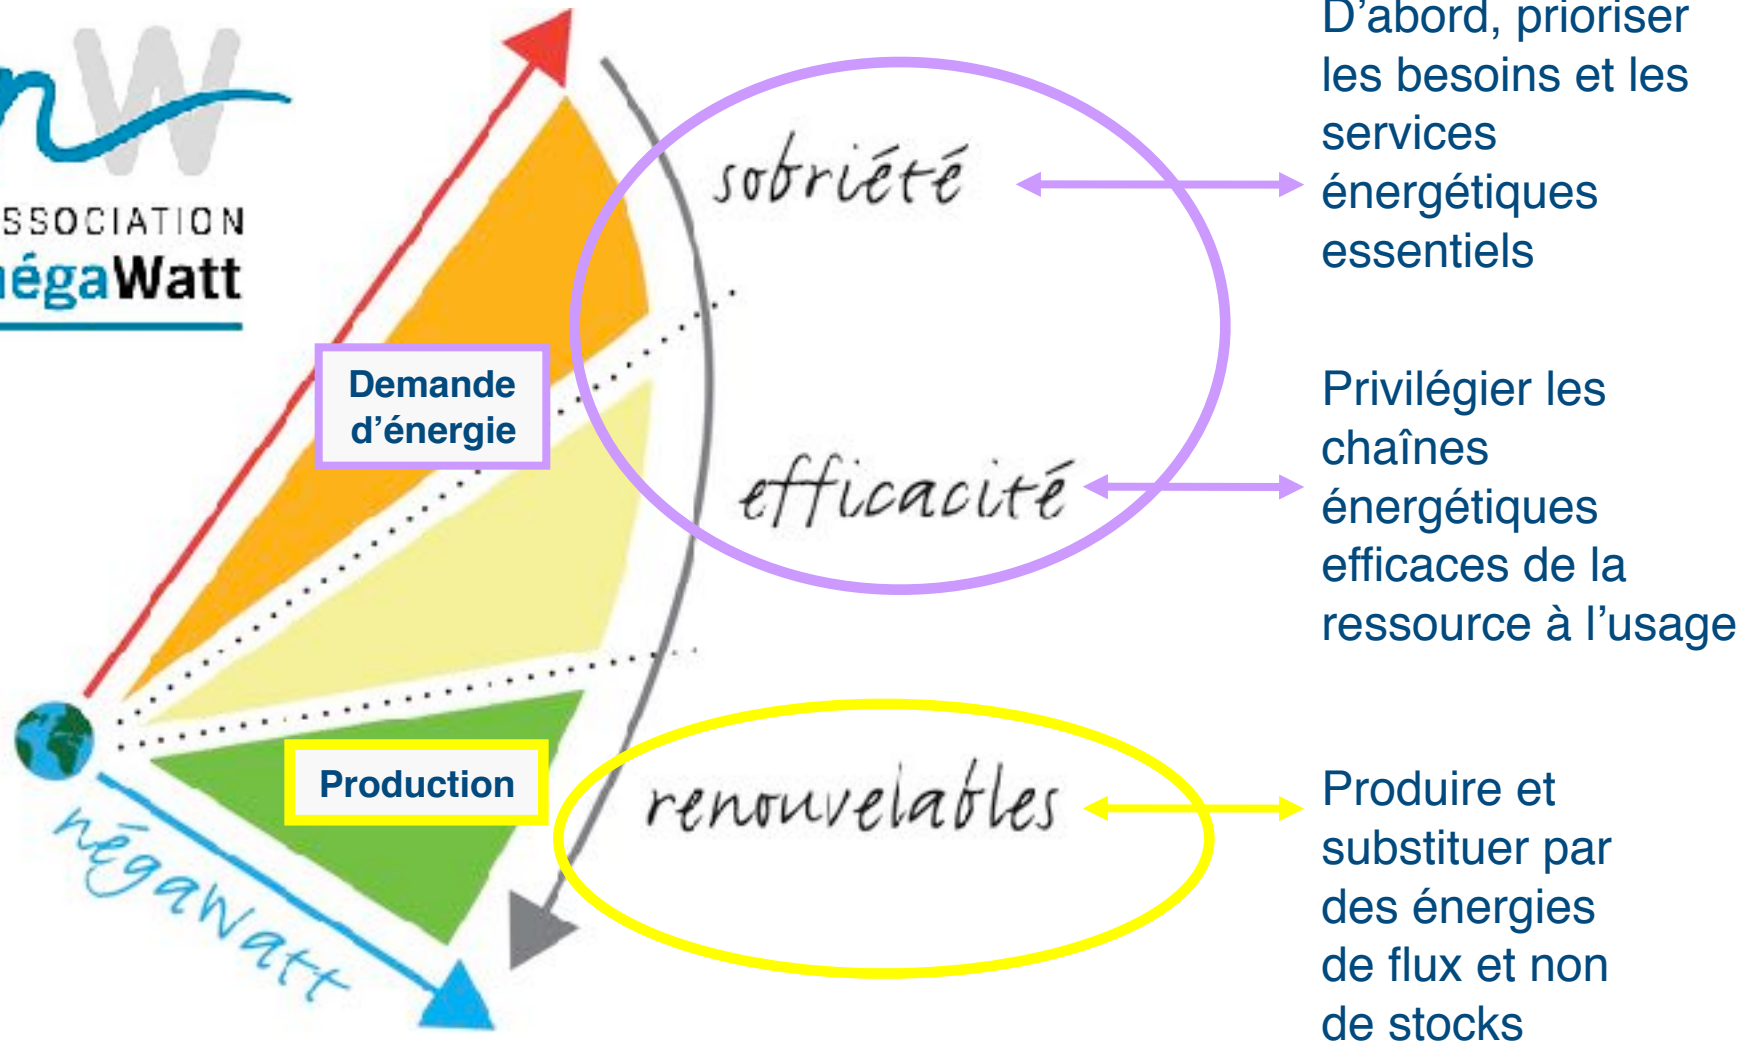 D’abord, prioriser
les besoins et les
services
énergétiques
essentiels
nW
SSOCIATION
négaWatt
sobriété
Demande
d’énergie
Privilégier les
chaînes
énergétiques
efficaces de la
ressource à l’usage
efficacité
Production
renouvelables
Produire et
substituer par
des énergies
de flux et non
de stocks
négaWatt